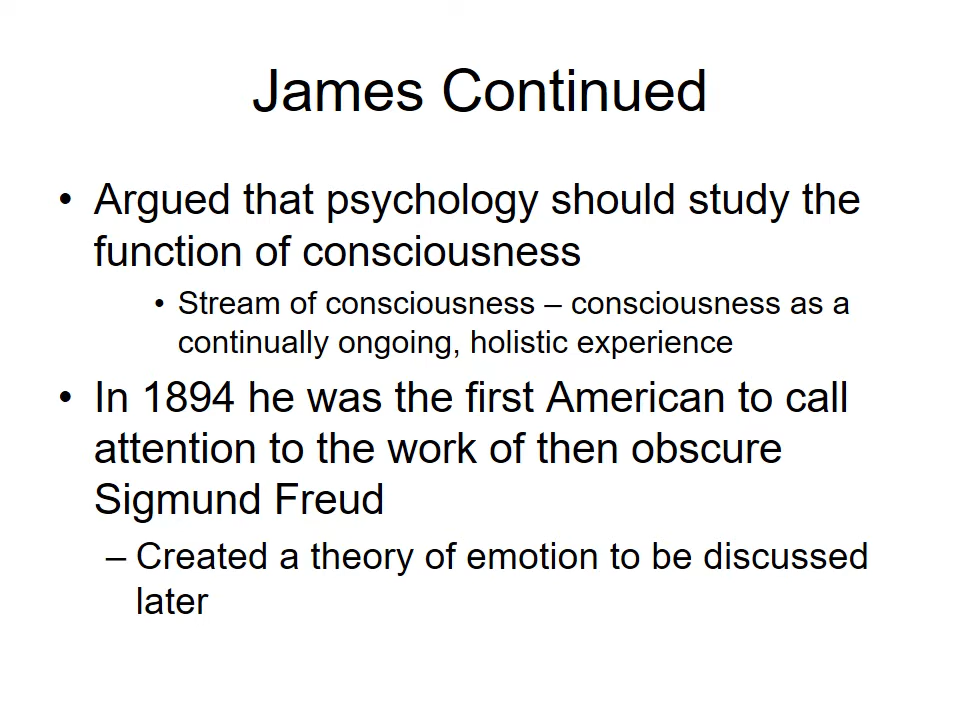 James Continued
• Argued that psychology should study the
function of consciousness
• Stream of consciousness – consciousness as a
continually ongoing, holistic experience
• In 1894 he was the first American to call
attention to the work of then obscure
Sigmund Freud
– Created a theory of emotion to be discussed
later